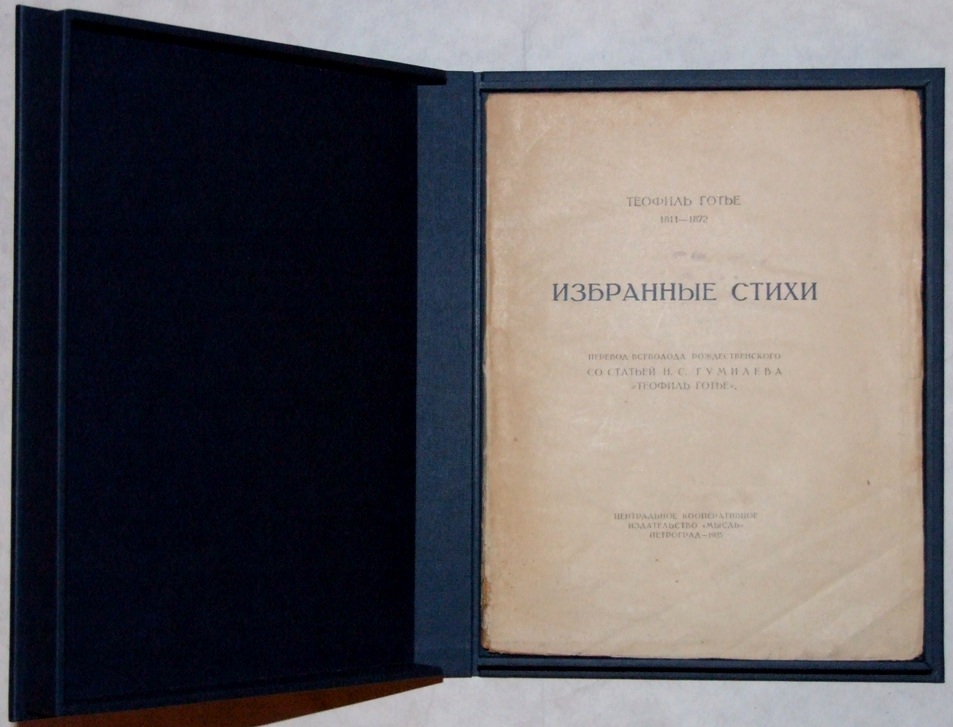 ТЕОФИЛЬ ГОТЬЕ
1811—1872
ИЗБРАННЫЕ СТИХИ
ПЕРЕВОД ВСЕВОЛОДА РОЖДЕСТВЕНСКОГО
СО СТАТЬЕЙ Н. С. ГУМИЛЕВА
«ТЕОФИЛЬ ГОТЬЕ».
ЦЕНТРАЛЬНОЕ КООПЕРАТИВНОЕ
ИЗДАТЕЛЬСТВО «МЫСЛЬ»
ПЕТРОГРАД—1923